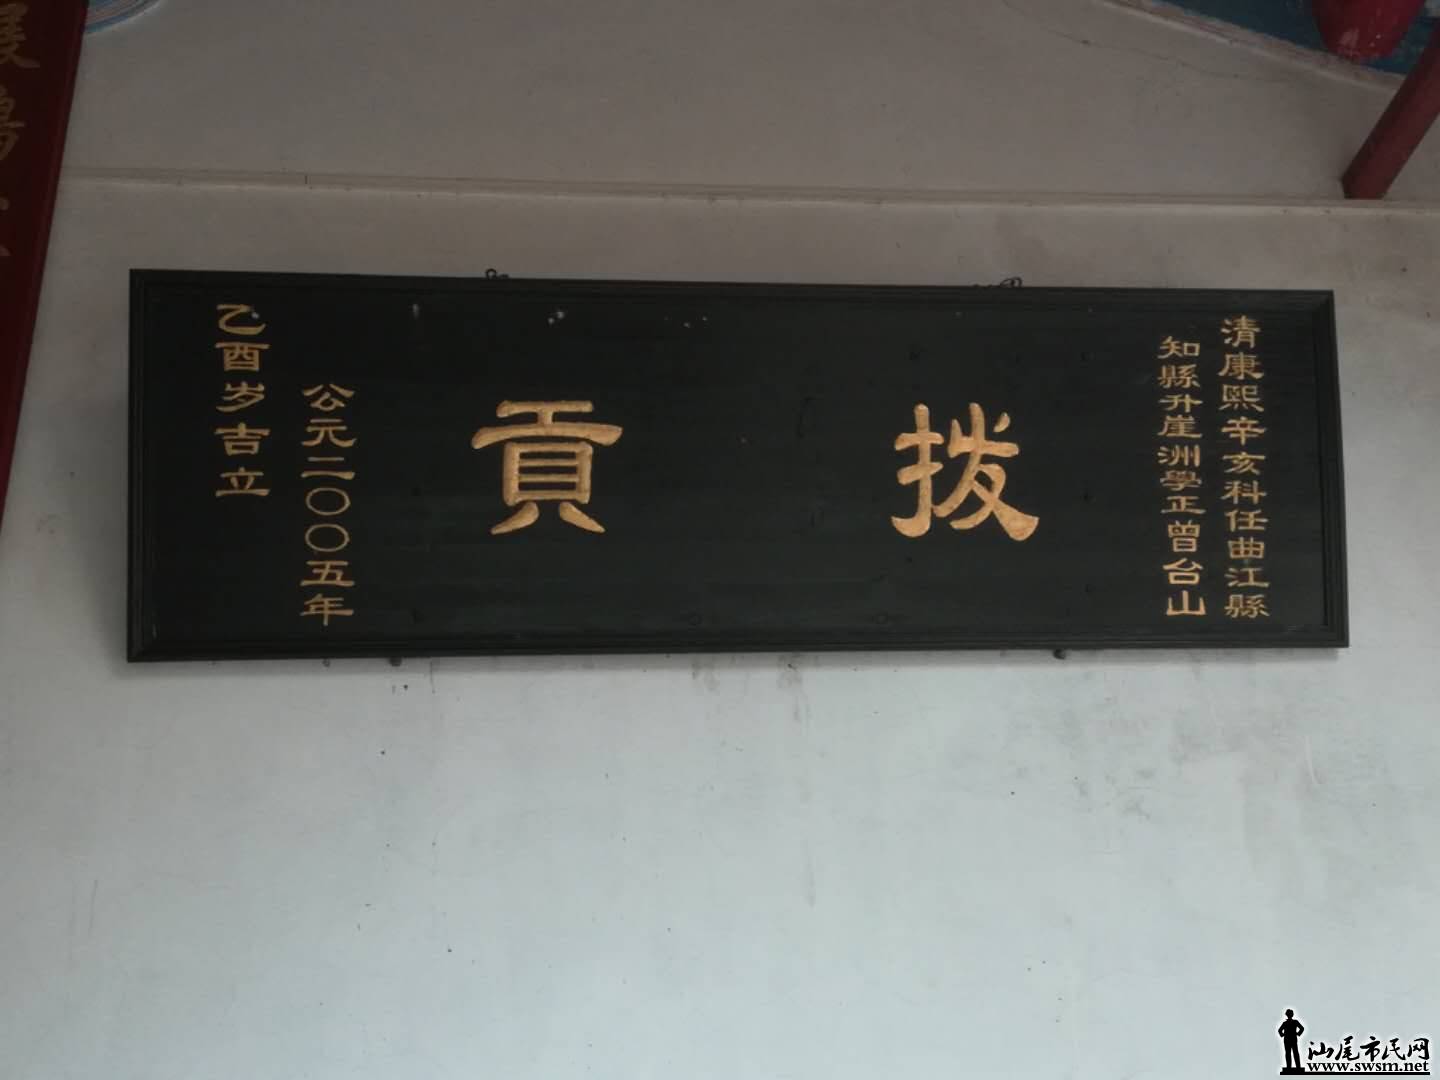 清康熙辛亥科任曲江縣
知縣升崖洲學正曾台山
拔貢
公元二〇〇五年
乙酉岁吉立
汕尾市民网
www.swsm.net